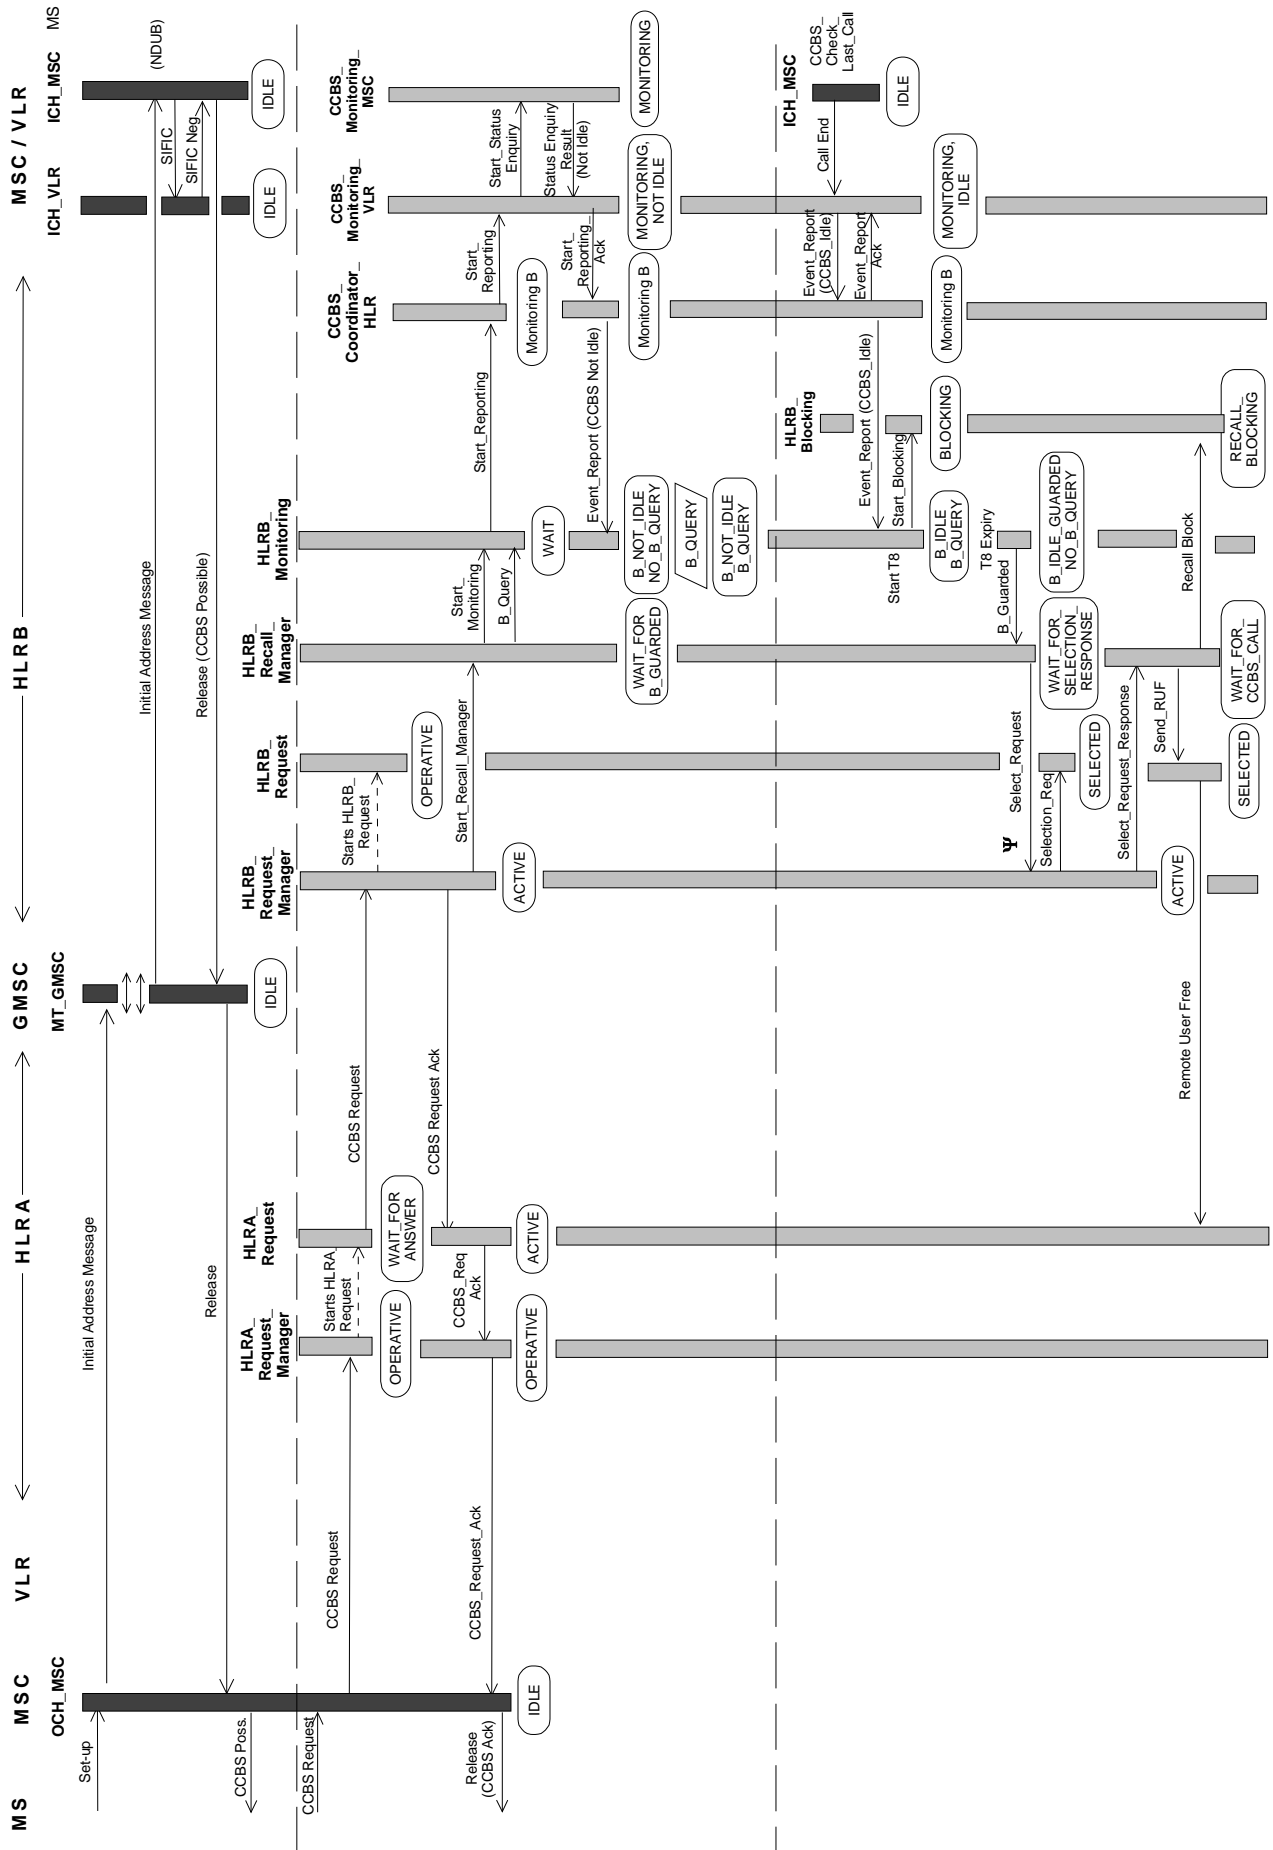 MS
MSC
VLR
HLRA
GMSC
HLRB
MSC / VLR
MS
OCH_MSC
MT_GMSC
ICH_VLR
ICH_MSC
Set-up
Initial Address Message
Initial Address Message
(NDUB)
SIFIC
SIFIC Neg.
Release (CCBS Possible)
Release
CCBS Poss.
IDLE
IDLE
IDLE
HLRA_
Request_
Manager
HLRA_
Request
HLRB_
Request_
Manager
HLRB_
Request
HLRB_
Recall_
Manager
HLRB_
Monitoring
CCBS_
Coordinator_
HLR
CCBS_
Monitoring_
VLR
CCBS_
Monitoring_
MSC
CCBS Request
CCBS Request
Starts HLRA_
Request
CCBS Request
Starts HLRB_
Request
OPERATIVE
WAIT_FOR
ANSWER
OPERATIVE
CCBS Request Ack
Start_Recall_Manager
Start_
Monitoring
Start_Reporting
Start_
Reporting
Start_Status
Enquiry
CCBS_Req
Ack
CCBS_Request_Ack
Release
(CCBS Ack)
B_Query
IDLE
OPERATIVE
ACTIVE
ACTIVE
WAIT
Monitoring B
Status Enquiry
Result
(Not Idle)
Start_
Reporting_
Ack
Event_Report (CCBS Not Idle)
WAIT_FOR
B_GUARDED
B_NOT_IDLE
NO_B_QUERY
Monitoring B
MONITORING,
NOT IDLE
MONITORING
B_QUERY
B_NOT_IDLE
B_QUERY
HLRB_
Blocking
ICH_MSC
CCBS_
Check_
Last_Call
Call End
IDLE
Event_Report
(CCBS_Idle)
Event_Report
Ack
Event_Report (CCBS_Idle)
Start_Blocking
Start T8
B_IDLE
B_QUERY
BLOCKING
Monitoring B
MONITORING,
IDLE
T8 Expiry
B_Guarded
Select_Request
Ψ
Selection_Req
SELECTED
WAIT_FOR_
SELECTION_
RESPONSE
B_IDLE_GUARDED
NO_B_QUERY
Select_Request_Response
Send_RUF
Recall Block
ACTIVE
Remote User Free
SELECTED
WAIT_FOR_
CCBS_CALL
RECALL_
BLOCKING